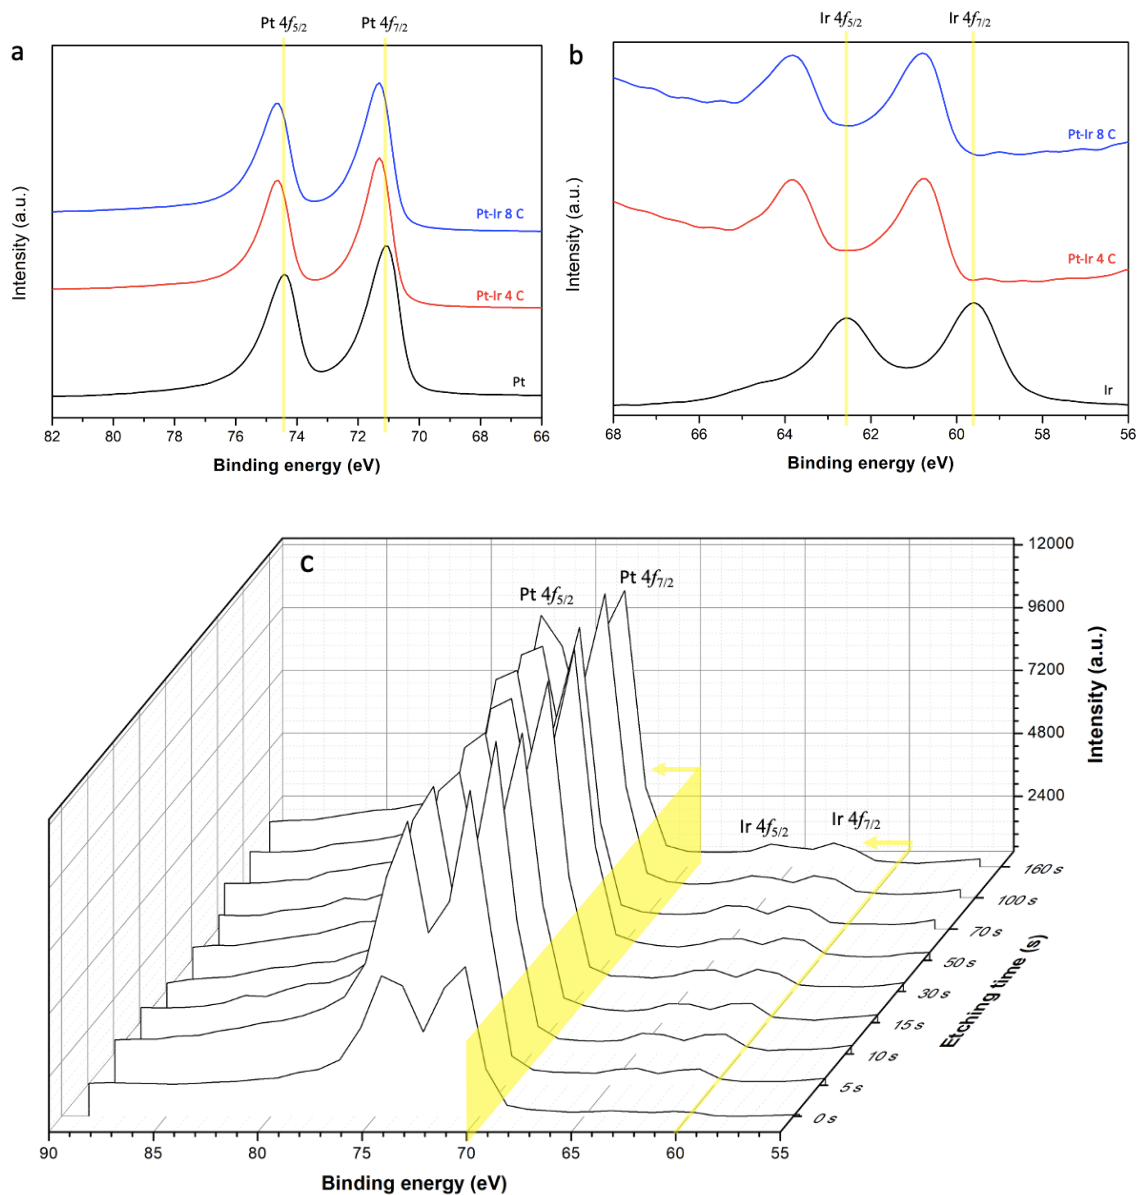 a
Pt 4f5/2
Pt 4f7/2
Pt-Ir 8 C
Pt-Ir 4 C
Pt
Intensity (a.u.)
82 80 78 76 74 72 70 68 66
Binding energy (eV)
b
Ir 4f5/2
Ir 4f7/2
Pt-Ir 8 C
Pt-Ir 4 C
Ir
Intensity (a.u.)
68 66 64 62 60 58 56
Binding energy (eV)
c
Pt 4f5/2
Pt 4f7/2
Ir 4f5/2
Ir 4f7/2
12000
9600
7200
4800
2400
Intensity (a.u.)
160 s
100 s
70 s
50 s
30 s
15 s
10 s
5 s
0 s
Etching time (s)
90 85 80 75 70 65 60 55
Binding energy (eV)